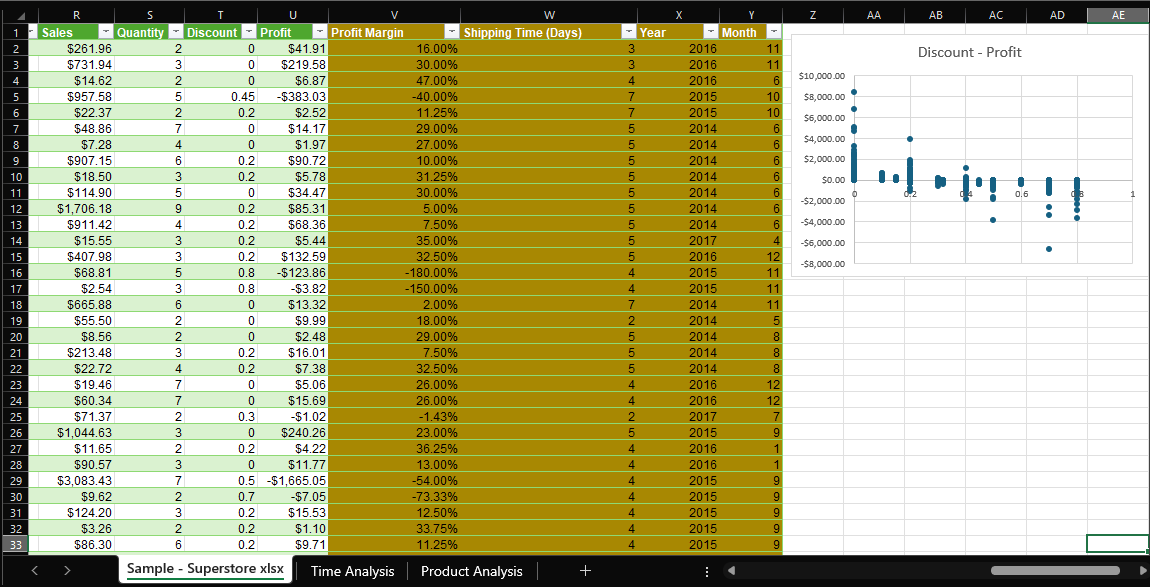 R S T U V W X Y Z AA AB AC AD AE
1 Sales Quantity Discount Profit Profit Margin Shipping Time (Days) Year Month
2 $261.96 2 0 $41.91 16.00% 3 2016 11
3 $731.94 3 0 $219.58 30.00% 3 2016 11
4 $14.62 2 0 $6.87 47.00% 4 2016 6
5 $957.58 5 0.45 -$383.03 -40.00% 7 2015 10
6 $22.37 2 0.2 $2.52 11.25% 7 2015 10
7 $48.86 7 0 $14.17 29.00% 5 2014 6
8 $7.28 4 0 $1.97 27.00% 5 2014 6
9 $907.15 6 0.2 $90.72 10.00% 5 2014 6
10 $18.50 3 0.2 $5.78 31.25% 5 2014 6
11 $114.90 5 0 $34.47 30.00% 5 2014 6
12 $1,706.18 9 0.2 $85.31 5.00% 5 2014 6
13 $911.42 4 0.2 $68.36 7.50% 5 2014 6
14 $15.55 3 0.2 $5.44 35.00% 5 2017 4
15 $407.98 3 0.2 $132.59 32.50% 5 2016 12
16 $68.81 5 0.8 -$123.86 -180.00% 4 2015 11
17 $2.54 3 0.8 -$3.82 -150.00% 4 2015 11
18 $665.88 6 0 $13.32 2.00% 7 2014 11
19 $55.50 2 0 $9.99 18.00% 2 2014 5
20 $8.56 2 0 $2.48 29.00% 5 2014 8
21 $213.48 3 0.2 $16.01 7.50% 5 2014 8
22 $22.72 4 0.2 $7.38 32.50% 5 2014 8
23 $19.46 7 0 $5.06 26.00% 4 2016 12
24 $60.34 7 0 $15.69 26.00% 4 2016 12
25 $71.37 2 0.3 -$1.02 -1.43% 2 2017 7
26 $1,044.63 3 0 $240.26 23.00% 5 2015 9
27 $11.65 2 0.2 $4.22 36.25% 4 2016 1
28 $90.57 3 0 $11.77 13.00% 4 2016 1
29 $3,083.43 7 0.5 -$1,665.05 -54.00% 4 2015 9
30 $9.62 2 0.7 -$7.05 -73.33% 4 2015 9
31 $124.20 3 0.2 $15.53 12.50% 4 2015 9
32 $3.26 2 0.2 $1.10 33.75% 4 2015 9
33 $86.30 6 0.2 $9.71 11.25% 4 2015 9
Discount - Profit
$10,000.00
$8,000.00
$6,000.00
$4,000.00
$2,000.00
$0.00
0 0.2 0.4 0.6 0.8 1
-$2,000.00
-$4,000.00
-$6,000.00
-$8,000.00
Sample - Superstore xlsx Time Analysis Product Analysis